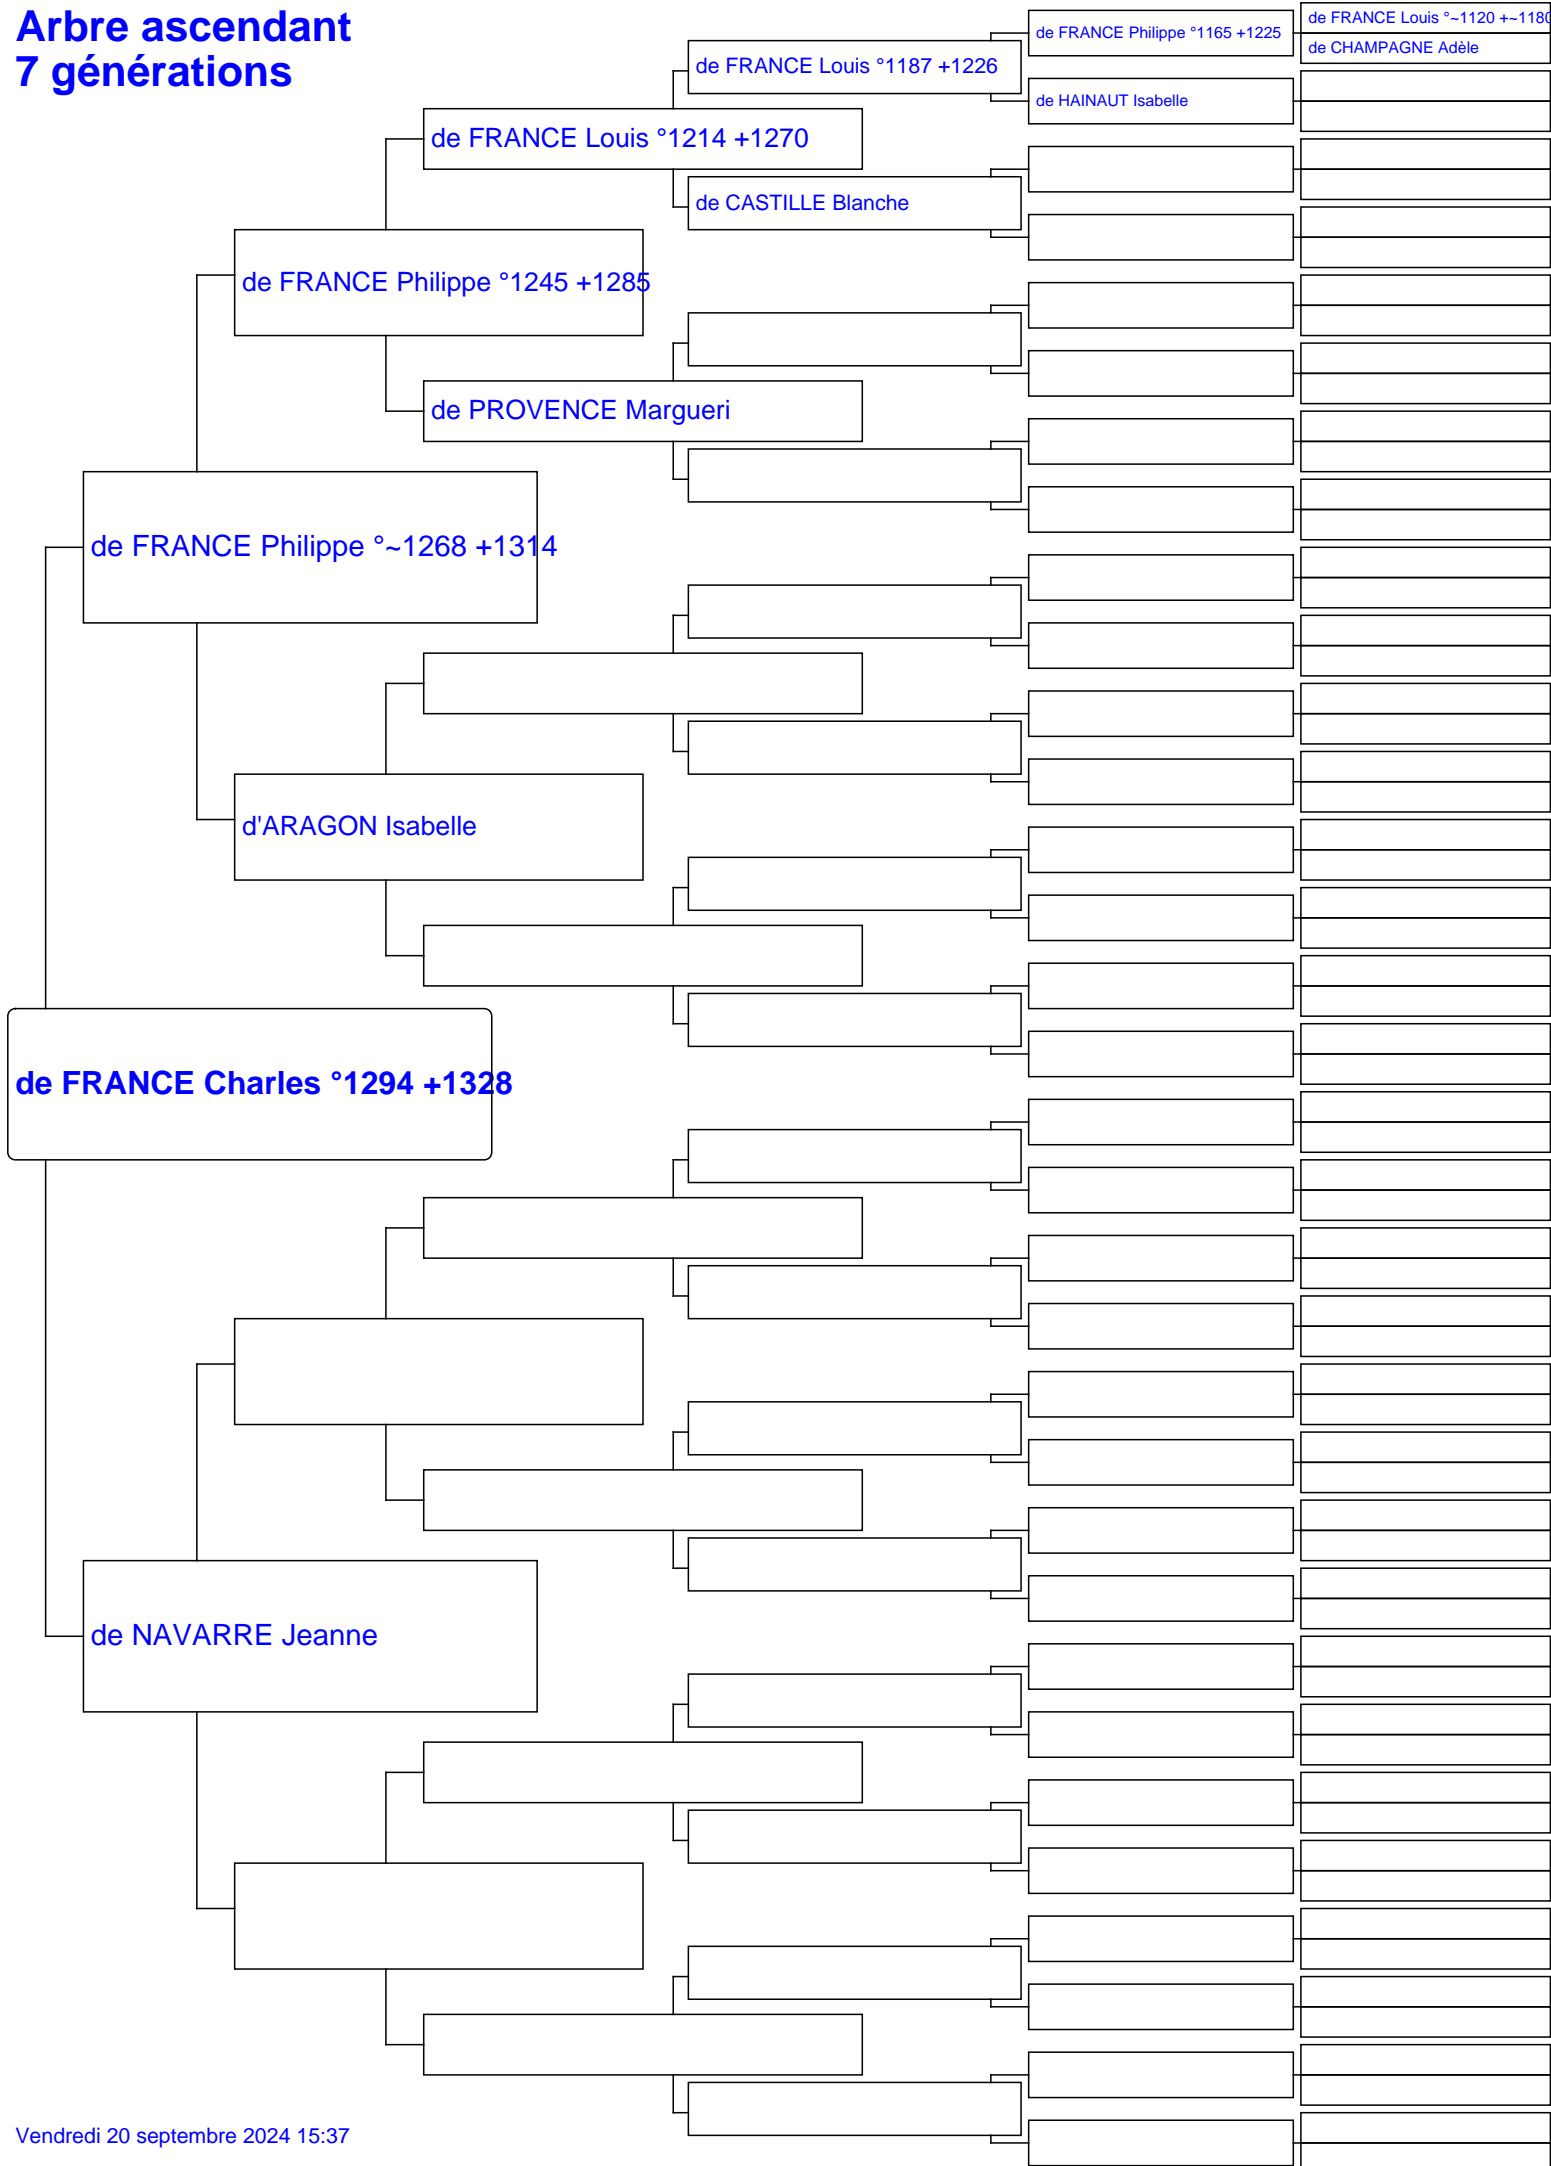 Arbre ascendant
7 générations
de FRANCE Louis °~1120 +~1180
de FRANCE Philippe °1165 +1225
de CHAMPAGNE Adèle
de FRANCE Louis °1187 +1226
de HAINAUT Isabelle
de FRANCE Louis °1214 +1270
de CASTILLE Blanche
de FRANCE Philippe °1245 +1285
de PROVENCE Margueri
de FRANCE Philippe °~1268 +1314
d'ARAGON Isabelle
de FRANCE Charles °1294 +1328
de NAVARRE Jeanne
Vendredi 20 septembre 2024 15:37